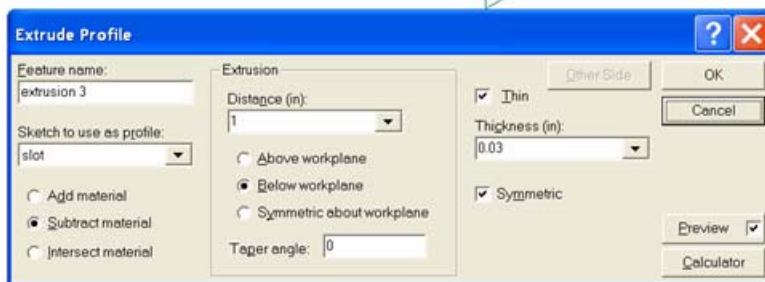 Extrude Profile
Feature name:
extrusion 3
Sketch to use as profile:
slot
Add material
Subtract material
Intersect material
Extrusion
Distance (in):
1
Above workplane
Below workplane
Symmetric about workplane
Taper angle: 0
Other Side
Thin
Thickness (in):
0.03
Symmetric
OK
Cancel
Preview
Calculator